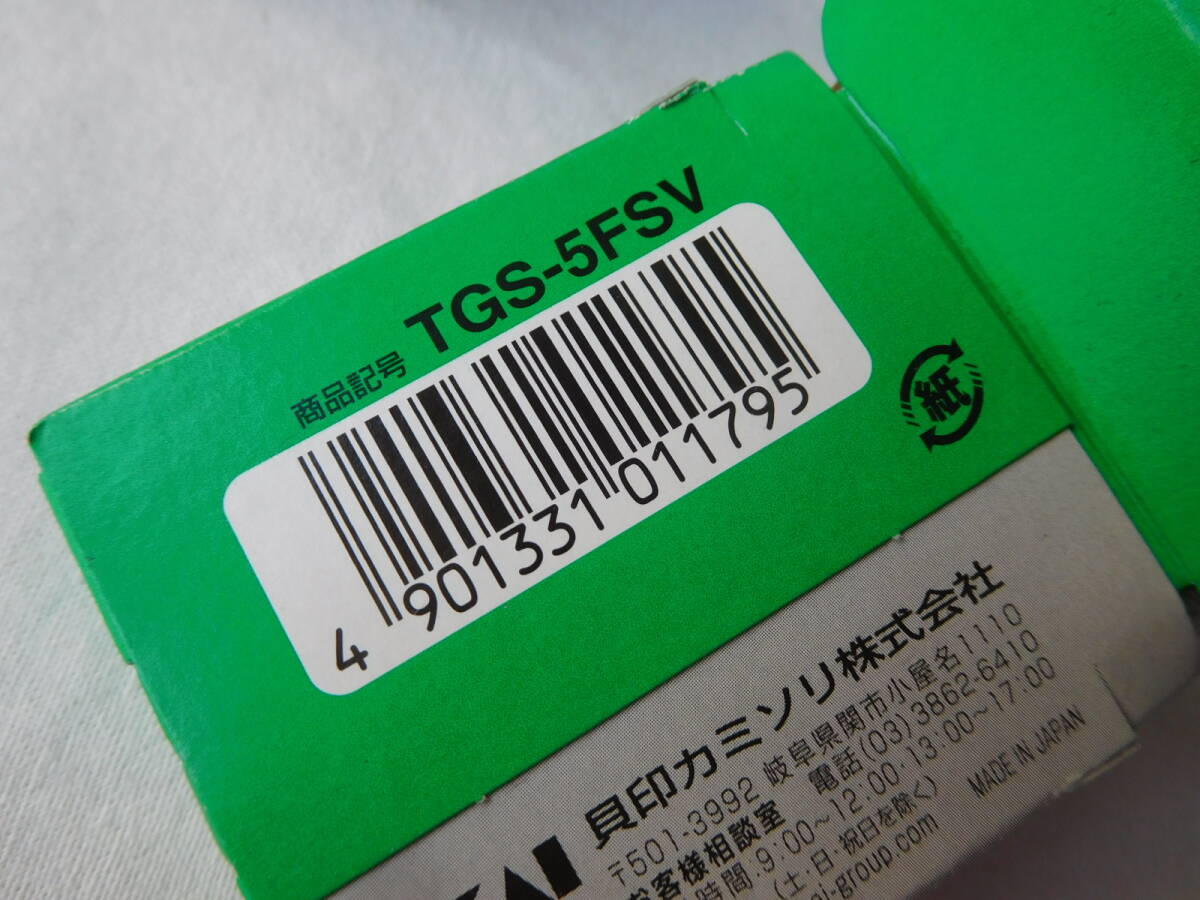 商品記号 TGS-5FSV
4 901331 011795
紙
KAI 貝印カミソリ株式会社
〒501-3992 岐阜県関市小屋名1110
お客様相談室 電話(03)3862-6410
時間:9:00〜12:00・13:00〜17:00
(土・日・祝日を除く)
ai-group.com
MADE IN JAPAN